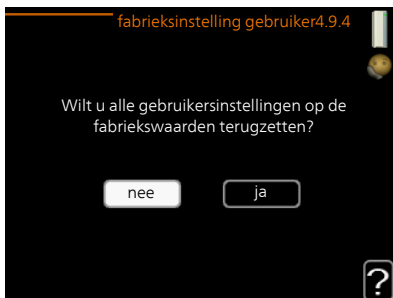 fabrieksinstelling gebruiker4.9.4
Wilt u alle gebruikersinstellingen op de
fabriekswaarden terugzetten?
nee
ja
?